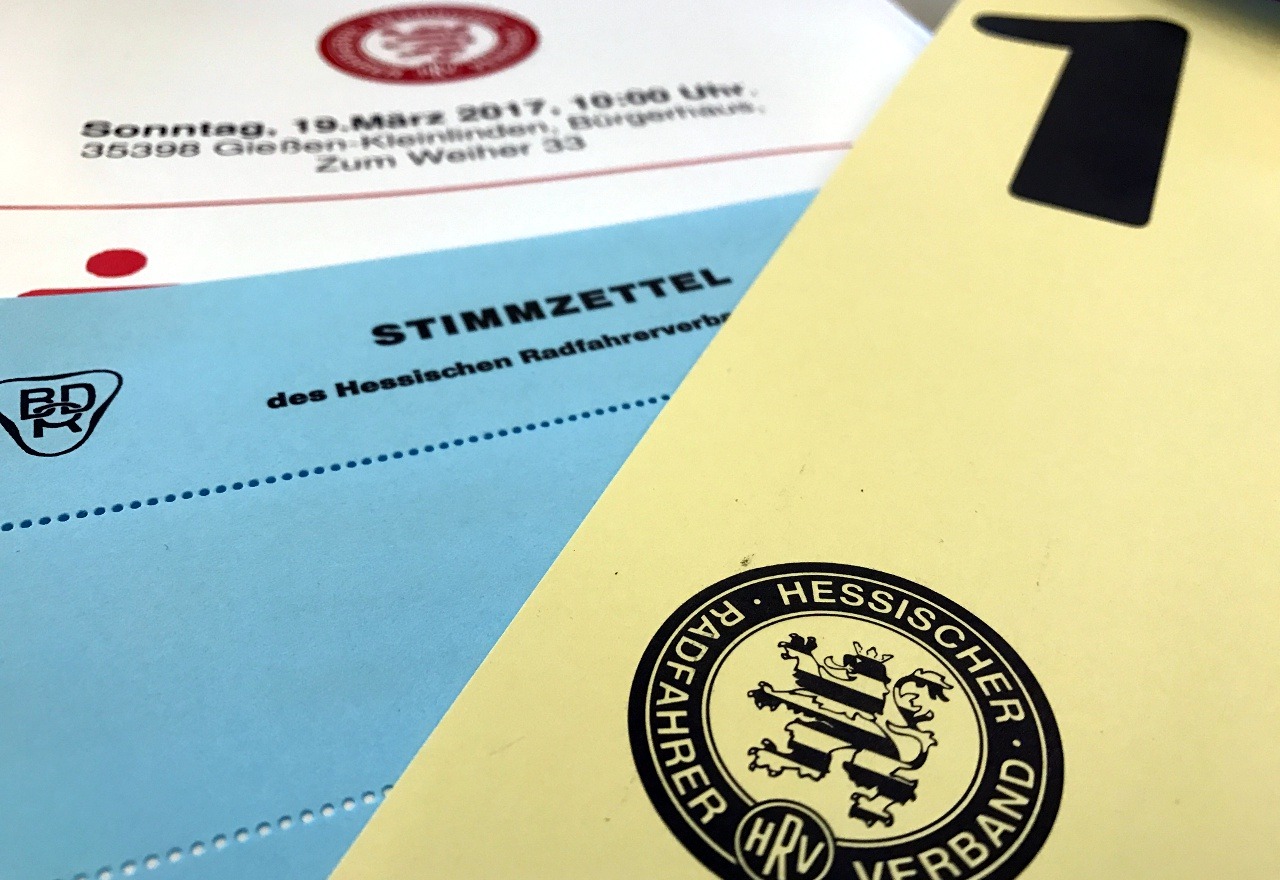 Sonntag, 19.März 2017, 10:00 Uhr,
35398 Gießen-Kleinlinden, Bürgerhaus,
Zum Weiher 33
1
STIMMZETTEL
des Hessischen Radfahrerverba
BDR
RADFAHRER · HESSISCHER · VERBAND
HRV